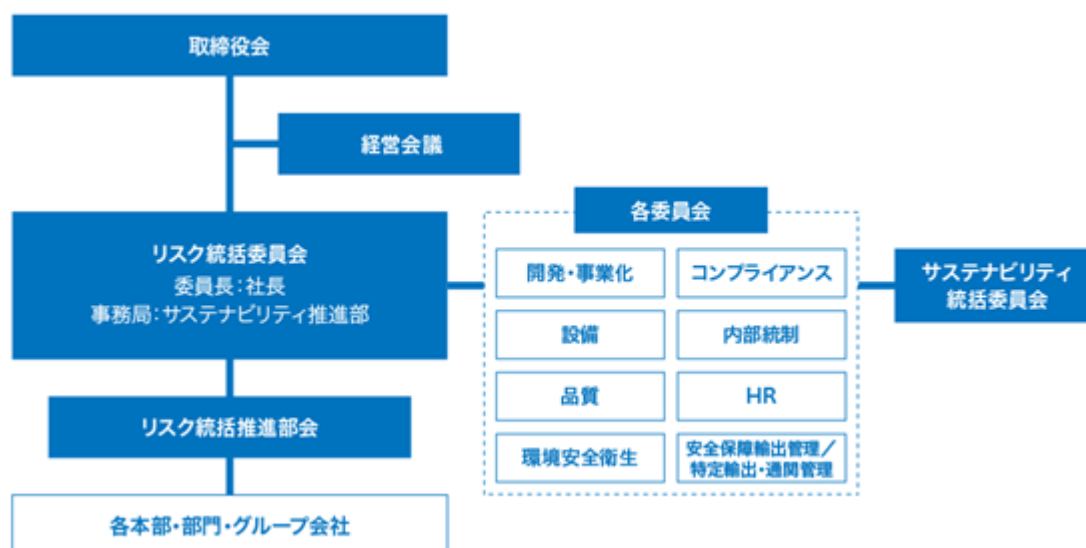 取締役会
経営会議
リスク統括委員会
委員長：社長
事務局：サステナビリティ推進部
リスク統括推進部会
各本部・部門・グループ会社
各委員会
開発・事業化
コンプライアンス
設備
内部統制
品質
HR
環境安全衛生
安全保障輸出管理／
特定輸出・通関管理
サステナビリティ
統括委員会